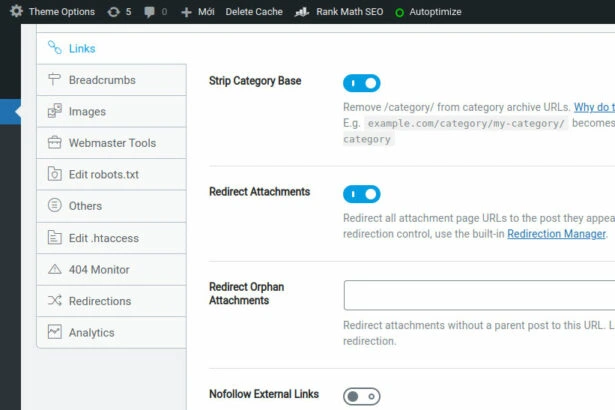 Theme Options 5 0 Mới Delete Cache Rank Math SEO Autoptimize
Links
Breadcrumbs
Images
Webmaster Tools
Edit robots.txt
Others
Edit .htaccess
404 Monitor
Redirections
Analytics
Strip Category Base
Remove /category/ from category archive URLs. Why do t
E.g. example.com/category/my-category/ becomes
category
Redirect Attachments
Redirect all attachment page URLs to the post they appea
redirection control, use the built-in Redirection Manager.
Redirect Orphan
Attachments
Redirect attachments without a parent post to this URL. L
redirection.
Nofollow External Links